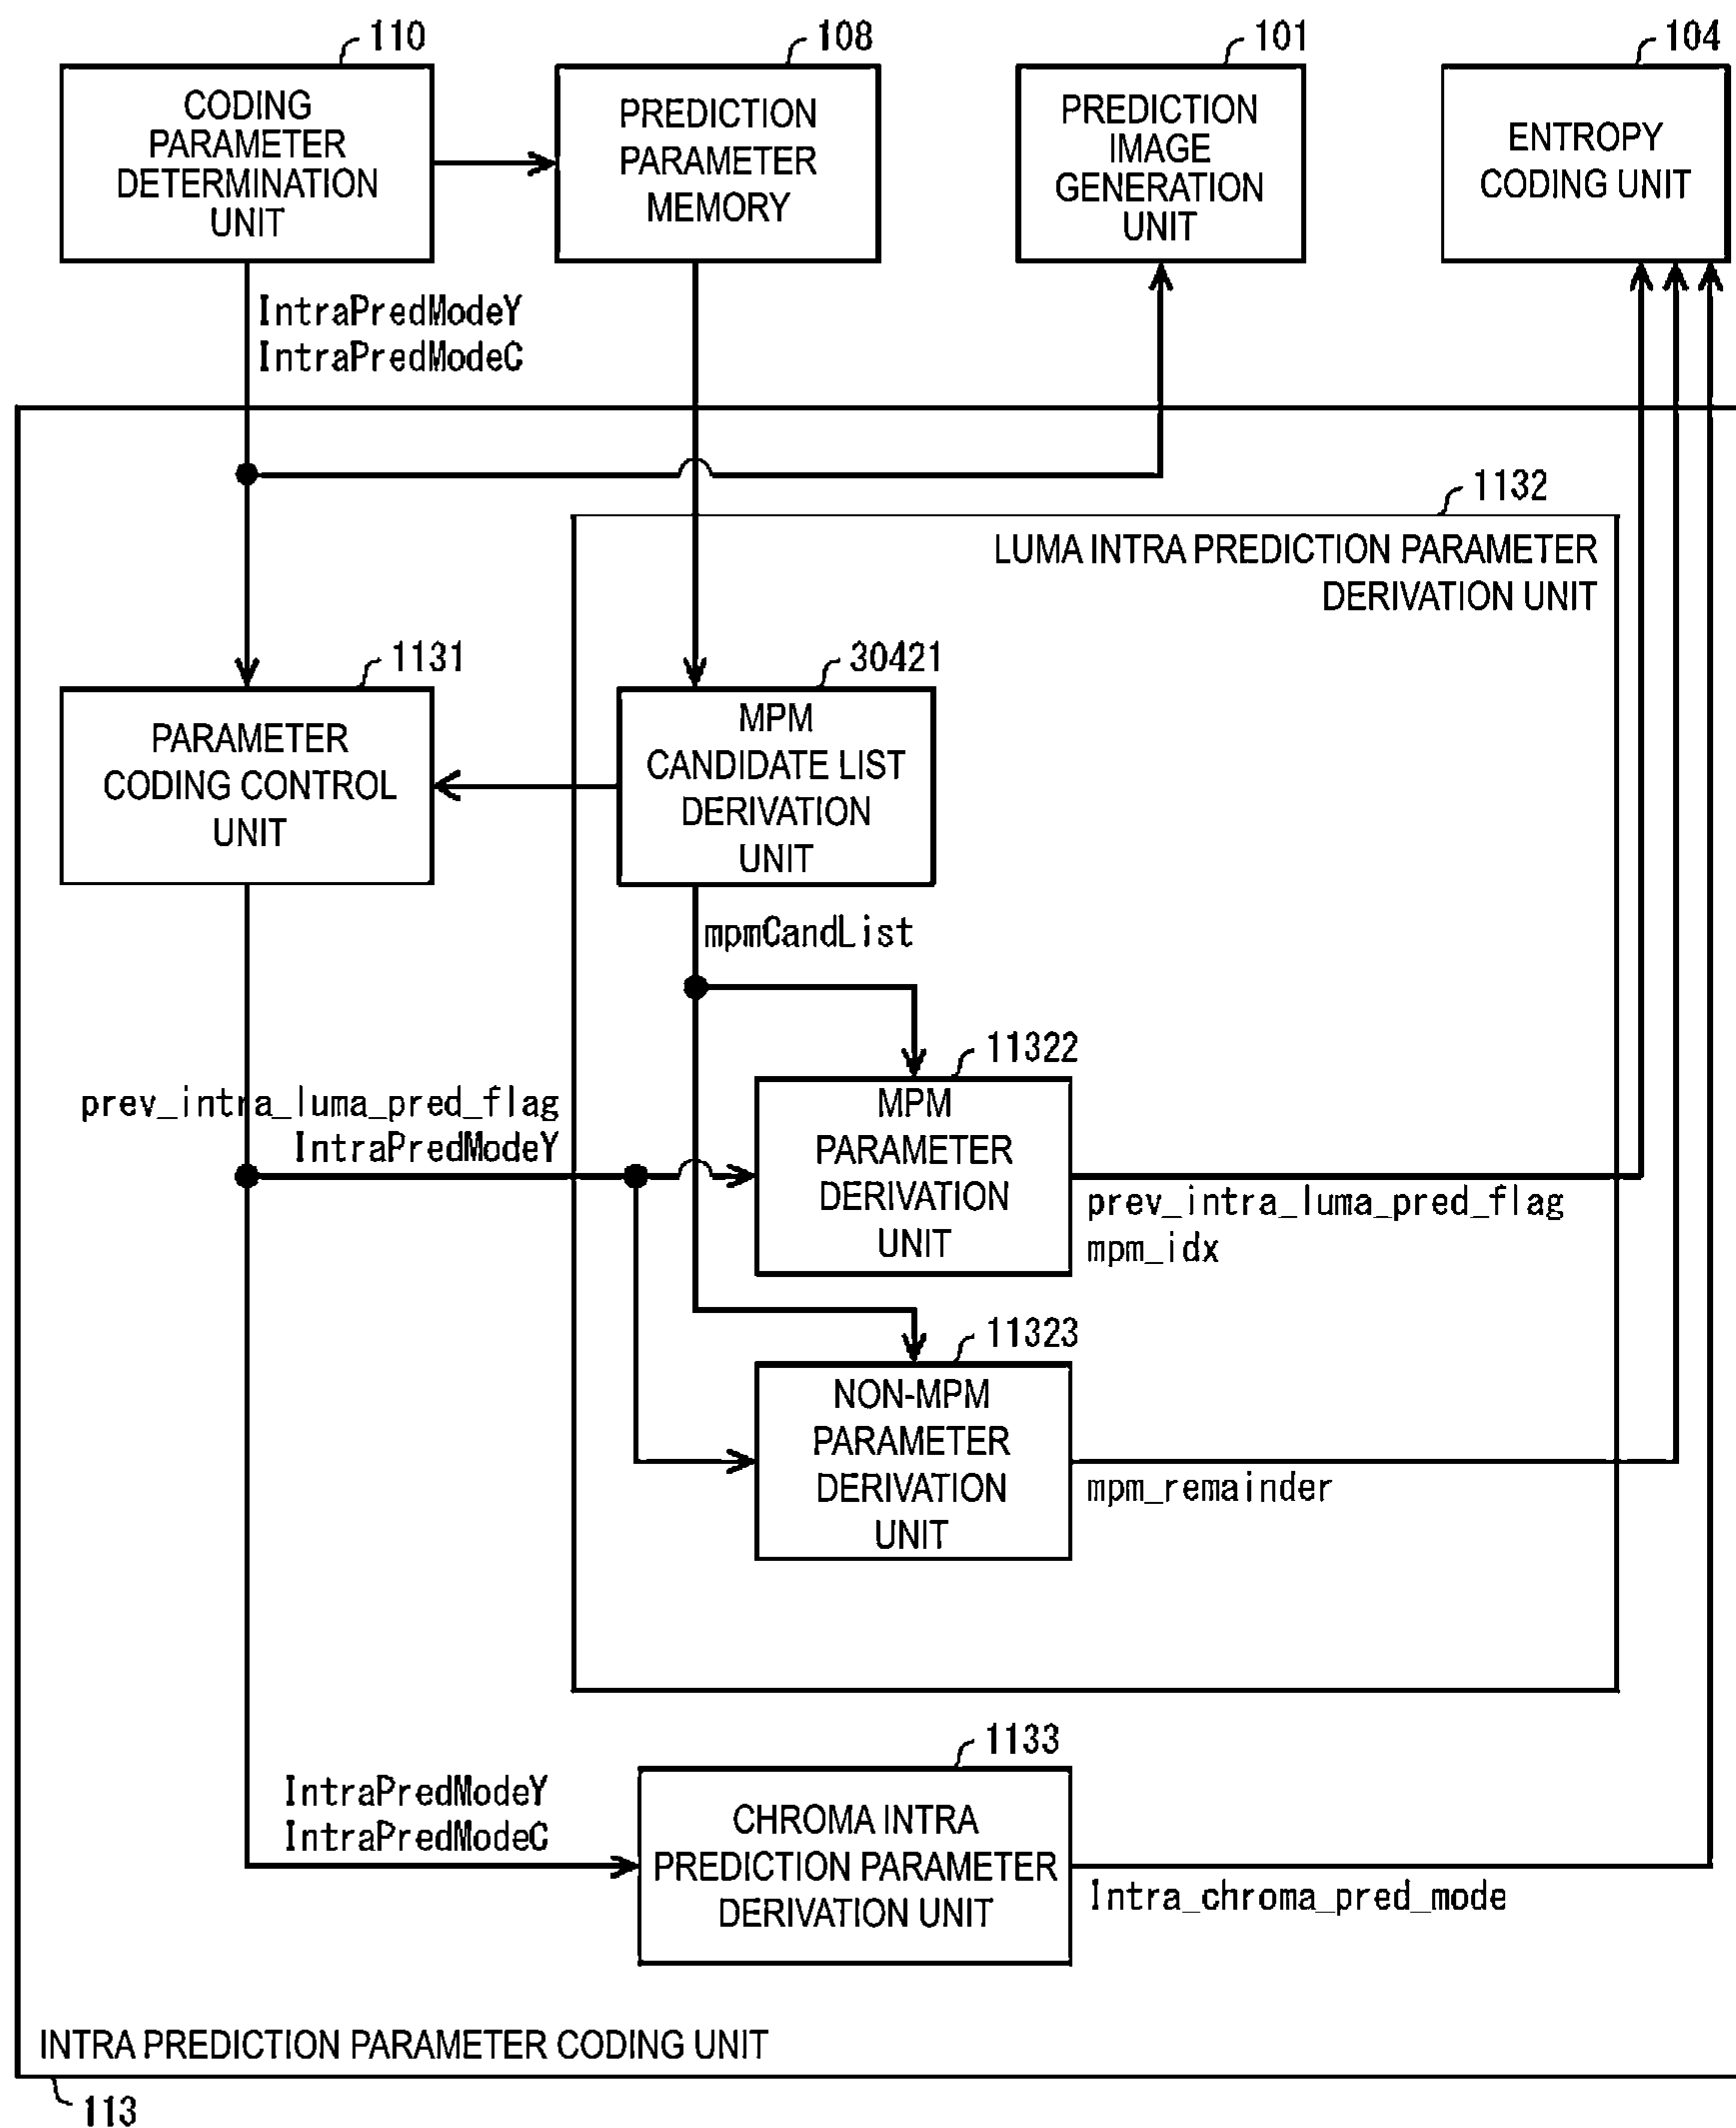 110
108
101
104
CODING
PARAMETER
DETERMINATION
UNIT
PREDICTION
PARAMETER
MEMORY
PREDICTION
IMAGE
GENERATION
UNIT
ENTROPY
CODING UNIT
IntraPredModeY
IntraPredModeC
1132
LUMA INTRA PREDICTION PARAMETER
DERIVATION UNIT
1131
30421
PARAMETER
CODING CONTROL
UNIT
MPM
CANDIDATE LIST
DERIVATION
UNIT
mpmCandList
11322
prev_intra_luma_pred_flag
IntraPredModeY
MPM
PARAMETER
DERIVATION
UNIT
prev_intra_luma_pred_flag
mpm_idx
11323
NON-MPM
PARAMETER
DERIVATION
UNIT
mpm_remainder
1133
IntraPredModeY
IntraPredModeC
CHROMA INTRA
PREDICTION PARAMETER
DERIVATION UNIT
Intra_chroma_pred_mode
INTRA PREDICTION PARAMETER CODING UNIT
113